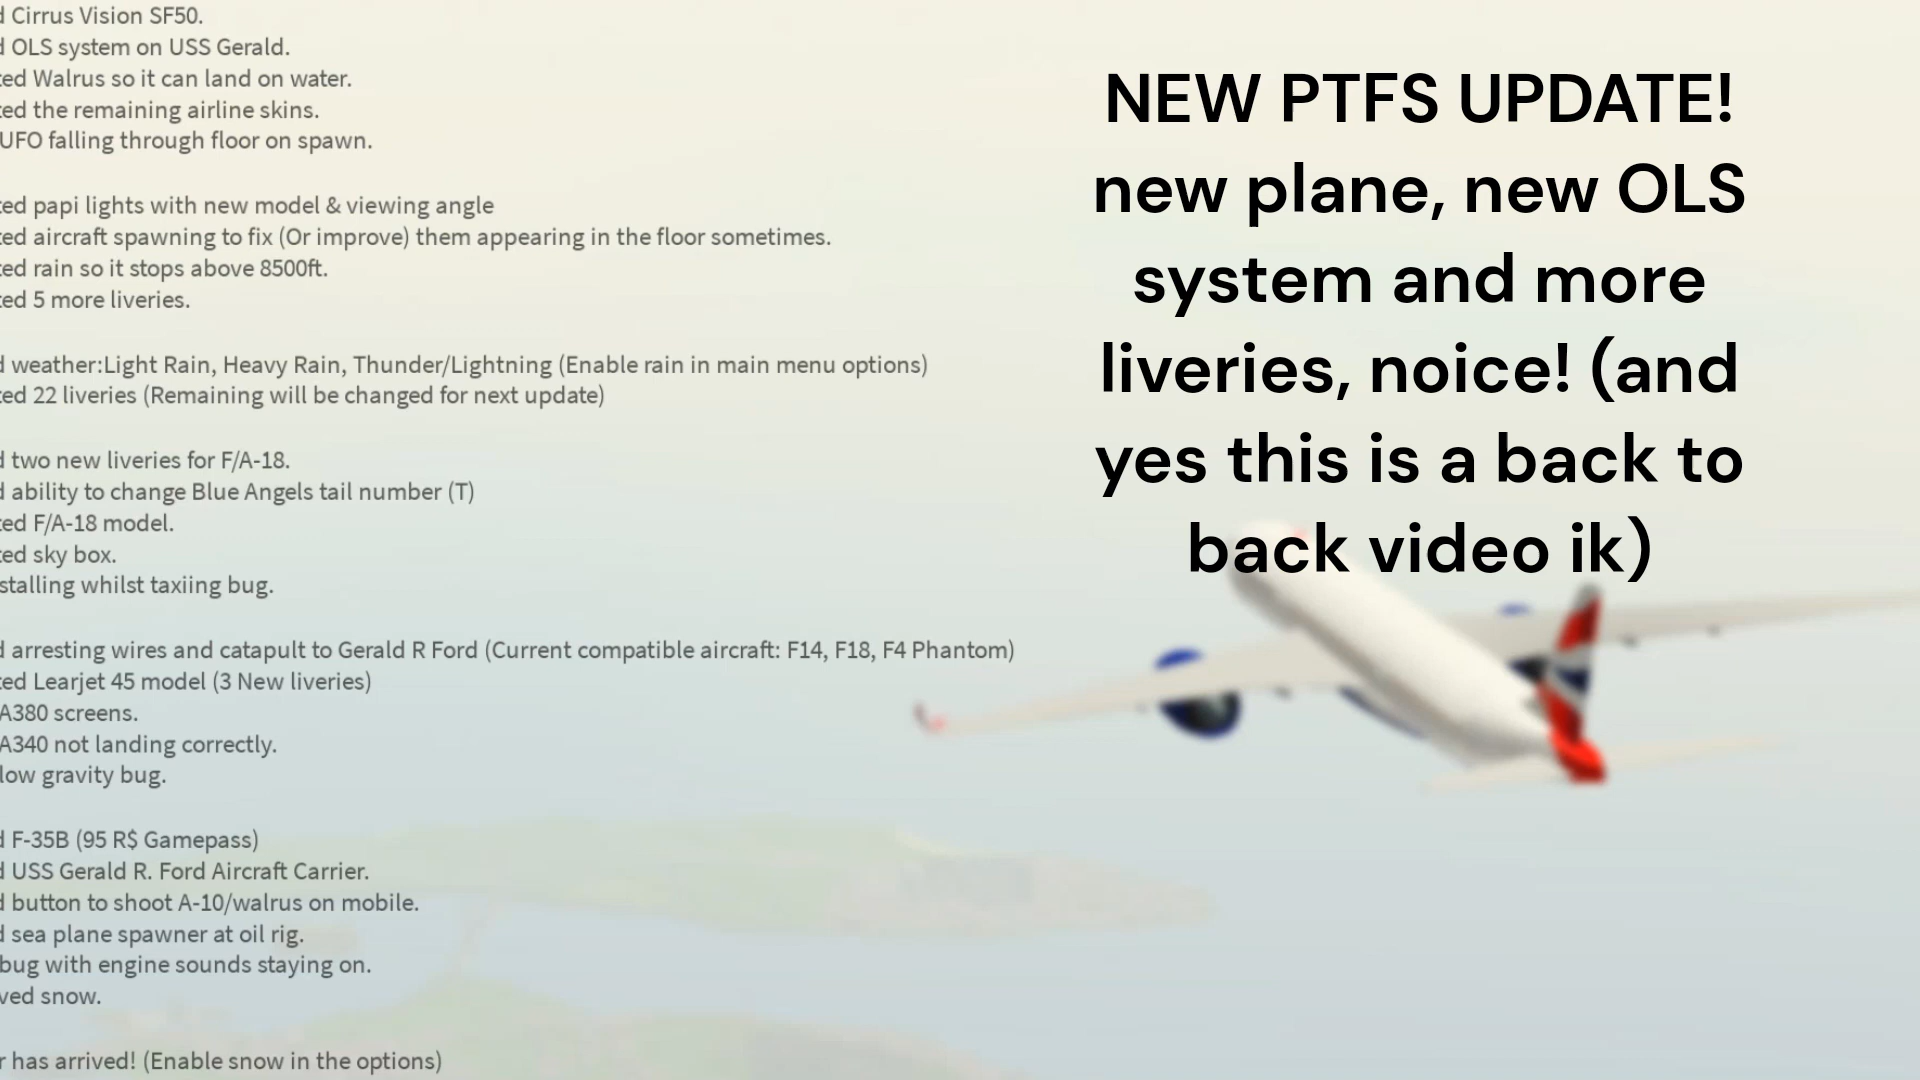 Cirrus Vision SF50.
OLS system on USS Gerald.
ted Walrus so it can land on water.
ted the remaining airline skins.
UFO falling through floor on spawn.
ted papi lights with new model & viewing angle
ted aircraft spawning to fix (Or improve) them appearing in the floor sometimes.
ted rain so it stops above 8500ft.
ted 5 more liveries.
d weather:Light Rain, Heavy Rain, Thunder/Lightning (Enable rain in main menu options)
ted 22 liveries (Remaining will be changed for next update)
d two new liveries for F/A-18.
d ability to change Blue Angels tail number (T)
ted F/A-18 model.
ted sky box.
stalling whilst taxiing bug.
d arresting wires and catapult to Gerald R Ford (Current compatible aircraft: F14, F18, F4 Phantom)
ted Learjet 45 model (3 New liveries)
A380 screens.
A340 not landing correctly.
low gravity bug.
d F-35B (95 R$ Gamepass)
d USS Gerald R. Ford Aircraft Carrier.
d button to shoot A-10/walrus on mobile.
d sea plane spawner at oil rig.
bug with engine sounds staying on.
ved snow.
r has arrived! (Enable snow in the options)
NEW PTFS UPDATE!
new plane, new OLS
system and more
liveries, noice! (and
yes this is a back to
back video ik)